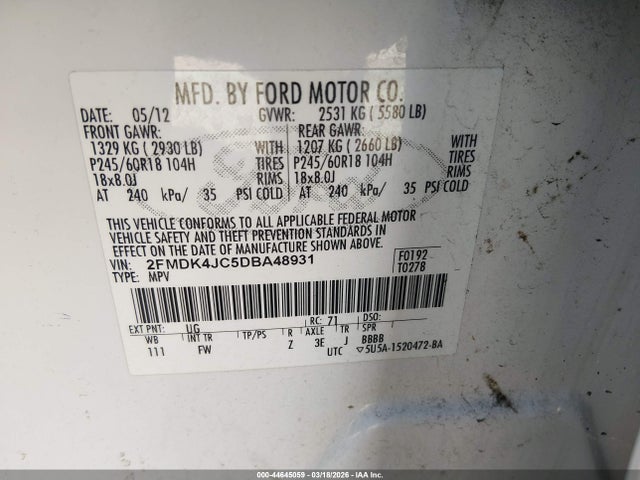 MFD. BY FORD MOTOR CO.
DATE: 05/12 GVWR: 2531 KG ( 5580 LB)
FRONT GAWR: REAR GAWR:
1329 KG ( 2930 LB) WITH 1207 KG ( 2660 LB) WITH
P245/60R18 104H TIRES P245/60R18 104H TIRES
18x8.0J RIMS 18x8.0J RIMS
AT 240 kPa/ 35 PSI COLD AT 240 kPa/ 35 PSI COLD
THIS VEHICLE CONFORMS TO ALL APPLICABLE FEDERAL MOTOR
VEHICLE SAFETY AND THEFT PREVENTION STANDARDS IN
EFFECT ON THE DATE OF MANUFACTURE SHOWN ABOVE.
VIN: 2FMDK4JC5DBA48931 F0192
TYPE: MPV T0278
EXT PNT: UG RC: 71 DSO:
WB INT TR TP/PS R AXLE TR SPR
111 FW Z 3E J BBBB
UTC ▽5U5A-1520472-BA
Ford
000-44645059 - 03/18/2026 - IAAI.com